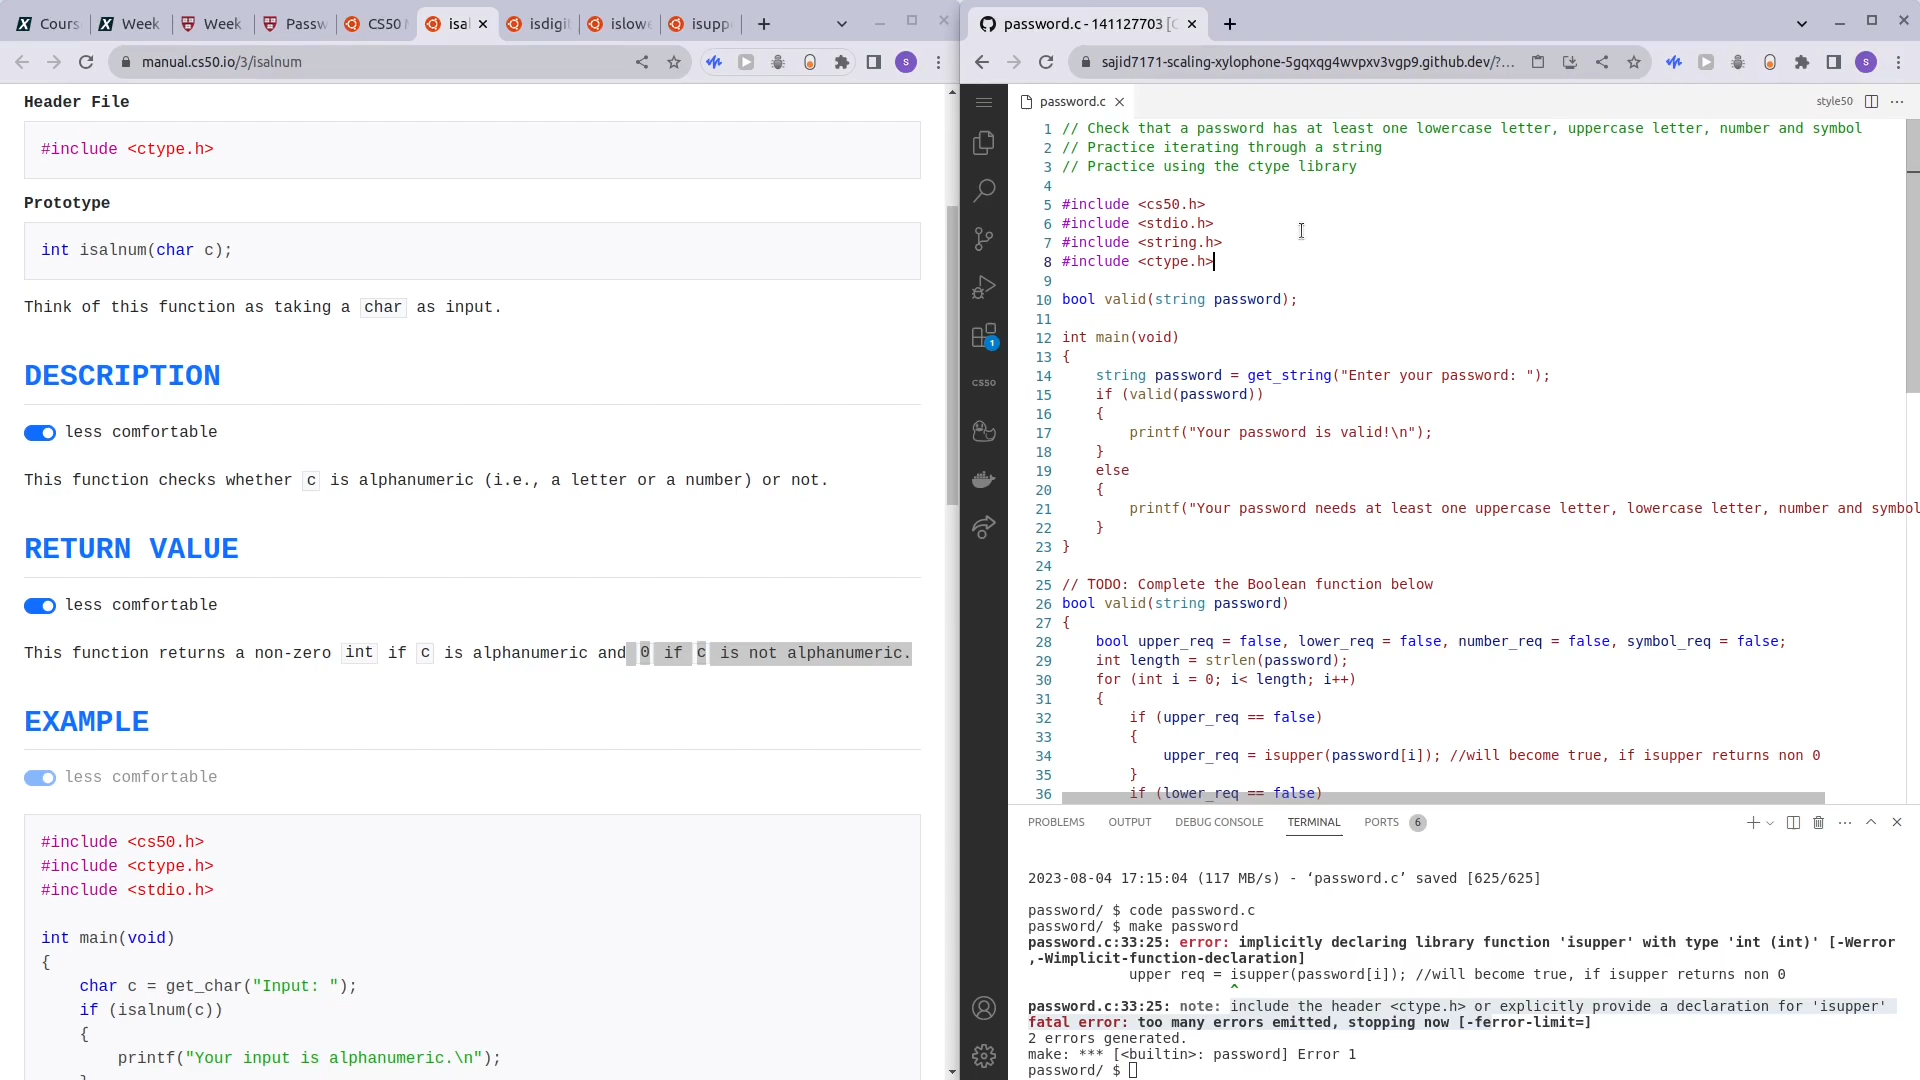 Cours
Week
Week
Passw
CS50
isal
isdigi
islowe
isupp
manual.cs50.io/3/isalnum
S
Header File
#include <ctype.h>
Prototype
int isalnum(char c);
Think of this function as taking a char as input.
DESCRIPTION
less comfortable
This function checks whether c is alphanumeric (i.e., a letter or a number) or not.
RETURN VALUE
less comfortable
This function returns a non-zero int if c is alphanumeric and 0 if c is not alphanumeric.
EXAMPLE
less comfortable
#include <cs50.h>
#include <ctype.h>
#include <stdio.h>
int main(void)
{
char c = get_char("Input: ");
if (isalnum(c))
{
printf("Your input is alphanumeric.\n");
password.c - 141127703 [C
sajid7171-scaling-xylophone-5gqxqg4wvpxv3vgp9.github.dev/?...
S
password.c
style50
1 // Check that a password has at least one lowercase letter, uppercase letter, number and symbol
2 // Practice iterating through a string
3 // Practice using the ctype library
4
5 #include <cs50.h>
6 #include <stdio.h>
7 #include <string.h>
8 #include <ctype.h>
9
10 bool valid(string password);
11
12 int main(void)
13 {
14 string password = get_string("Enter your password: ");
15 if (valid(password))
16 {
17 printf("Your password is valid!\n");
18 }
19 else
20 {
21 printf("Your password needs at least one uppercase letter, lowercase letter, number and symbol
22 }
23 }
24
25 // TODO: Complete the Boolean function below
26 bool valid(string password)
27 {
28 bool upper_req = false, lower_req = false, number_req = false, symbol_req = false;
29 int length = strlen(password);
30 for (int i = 0; i< length; i++)
31 {
32 if (upper_req == false)
33 {
34 upper_req = isupper(password[i]); //will become true, if isupper returns non 0
35 }
36 if (lower_req == false)
1
CS50
PROBLEMS OUTPUT DEBUG CONSOLE TERMINAL PORTS 6
2023-08-04 17:15:04 (117 MB/s) - ‘password.c’ saved [625/625]
password/ $ code password.c
password/ $ make password
password.c:33:25: error: implicitly declaring library function 'isupper' with type 'int (int)' [-Werror
,-Wimplicit-function-declaration]
upper req = isupper(password[i]); //will become true, if isupper returns non 0
^
password.c:33:25: note: include the header <ctype.h> or explicitly provide a declaration for 'isupper'
fatal error: too many errors emitted, stopping now [-ferror-limit=]
2 errors generated.
make: *** [<builtin>: password] Error 1
password/ $